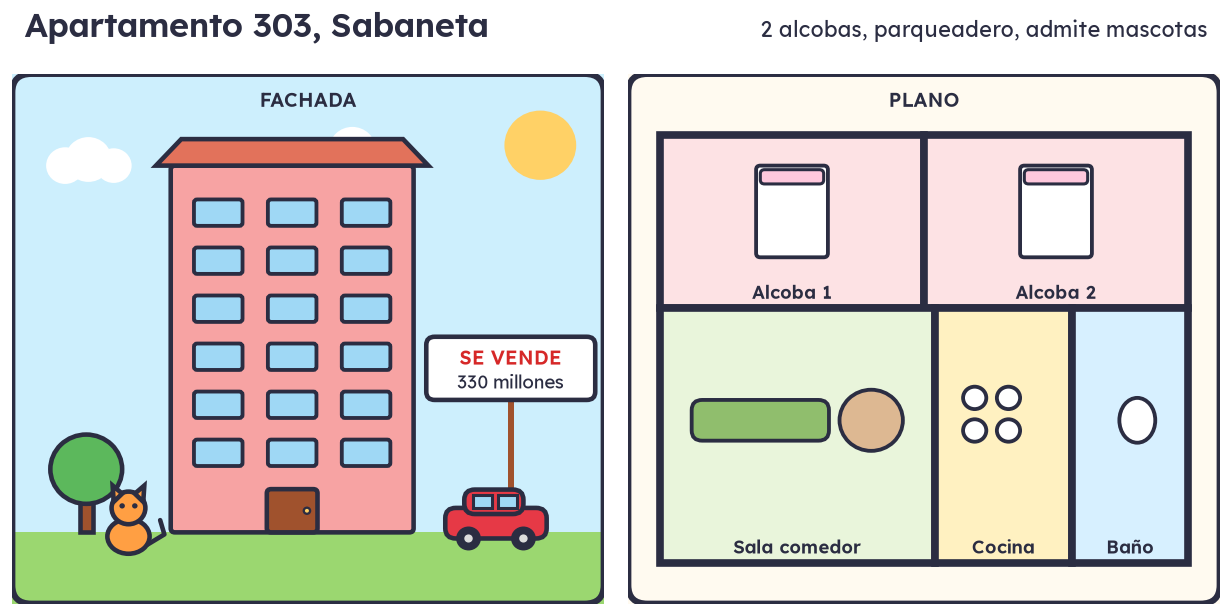 Apartamento 303, Sabaneta
2 alcobas, parqueadero, admite mascotas
FACHADA
SE VENDE
330 millones
PLANO
Alcoba 1
Alcoba 2
Sala comedor
Cocina
Baño